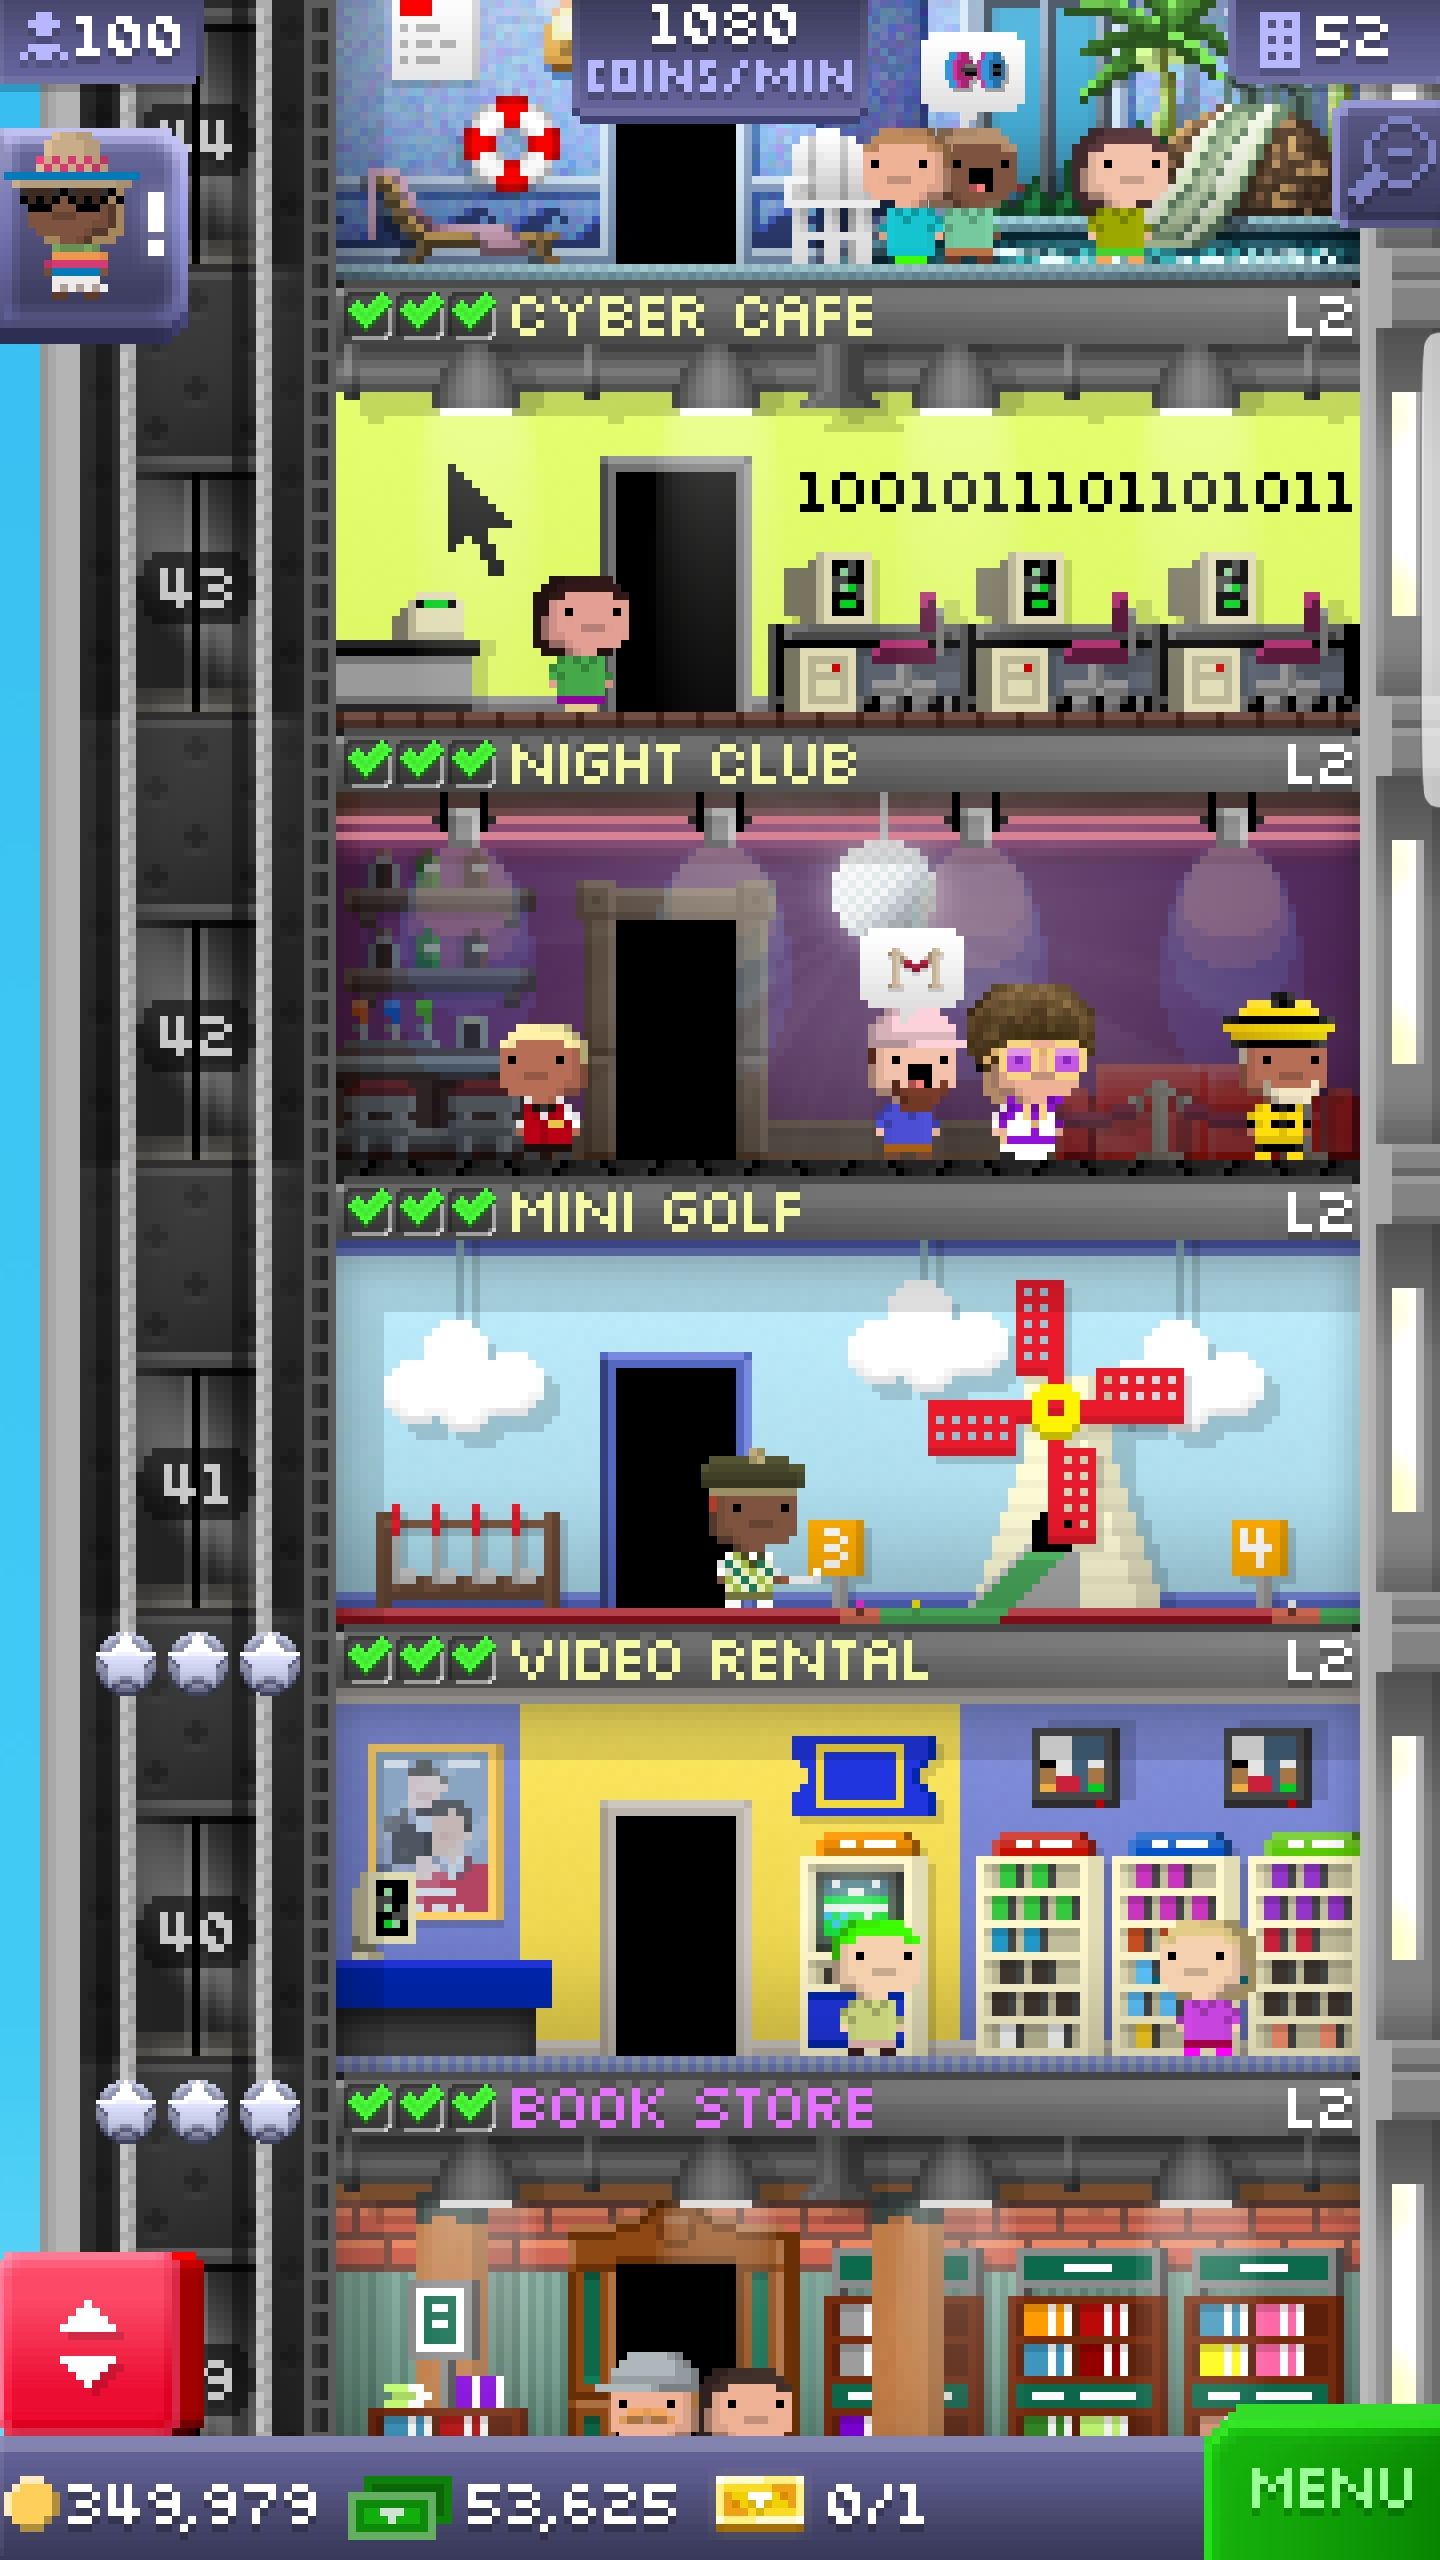 100
1080
COINS/MIN
52
44
!
CYBER CAFE L2
1001011101101011
43
NIGHT CLUB L2
M
42
MINI GOLF L2
41
3
4
VIDEO RENTAL L2
40
BOOK STORE L2
9
349,979
53,625
0/1
MENU